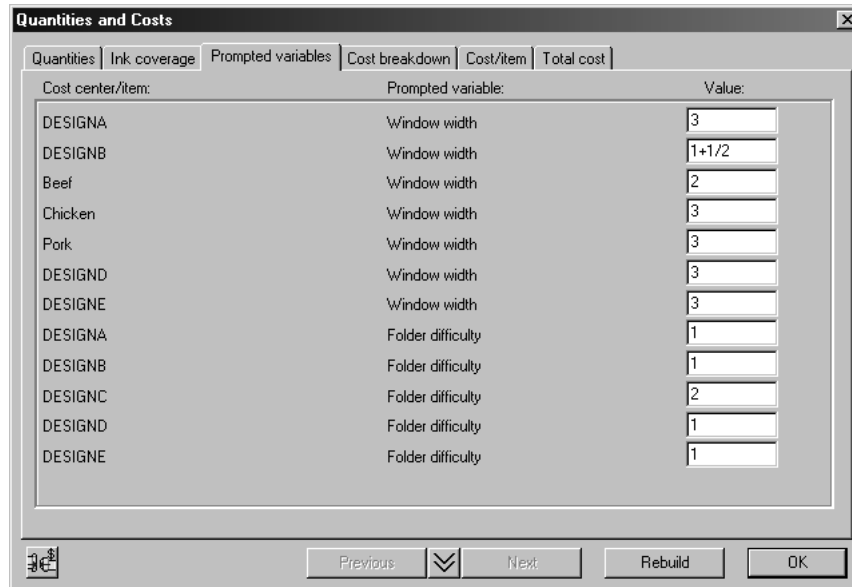 Quantities and Costs
Quantities Ink coverage Prompted variables Cost breakdown Cost/item Total cost
Cost center/item: Prompted variable: Value:
DESIGNA Window width 3
DESIGNB Window width 1+1/2
Beef Window width 2
Chicken Window width 3
Pork Window width 3
DESIGND Window width 3
DESIGNE Window width 3
DESIGNA Folder difficulty 1
DESIGNB Folder difficulty 1
DESIGNC Folder difficulty 2
DESIGND Folder difficulty 1
DESIGNE Folder difficulty 1
Previous Next Rebuild OK